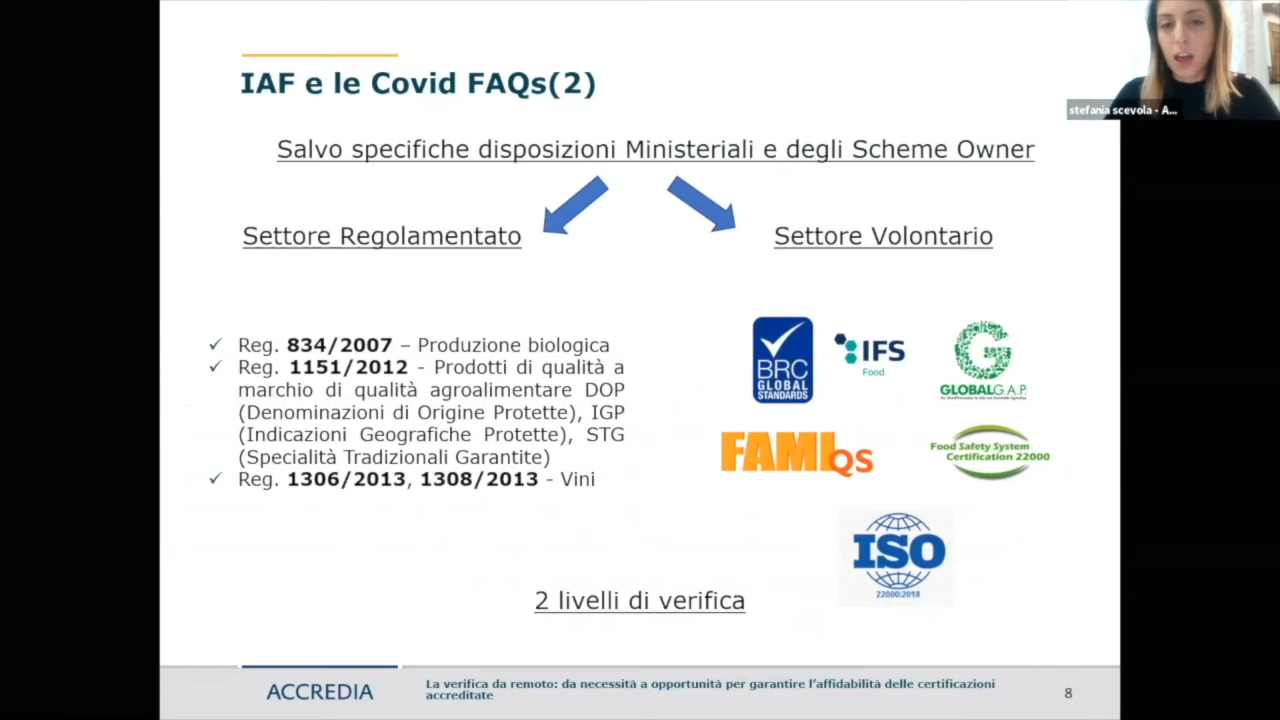 IAF e le Covid FAQs(2)
stefania scevola - A...
Salvo specifiche disposizioni Ministeriali e degli Scheme Owner
Settore Regolamentato
Settore Volontario
Reg. 834/2007 – Produzione biologica
Reg. 1151/2012 - Prodotti di qualità a
marchio di qualità agroalimentare DOP
(Denominazioni di Origine Protette), IGP
(Indicazioni Geografiche Protette), STG
(Specialità Tradizionali Garantite)
Reg. 1306/2013, 1308/2013 - Vini
BRC
GLOBAL
STANDARDS
IFS
Food
GLOBALG.A.P.
FAMI QS
Food Safety System
Certification 22000
ISO
22000:2018
2 livelli di verifica
ACCREDIA
La verifica da remoto: da necessità a opportunità per garantire l'affidabilità delle certificazioni
accreditate
8